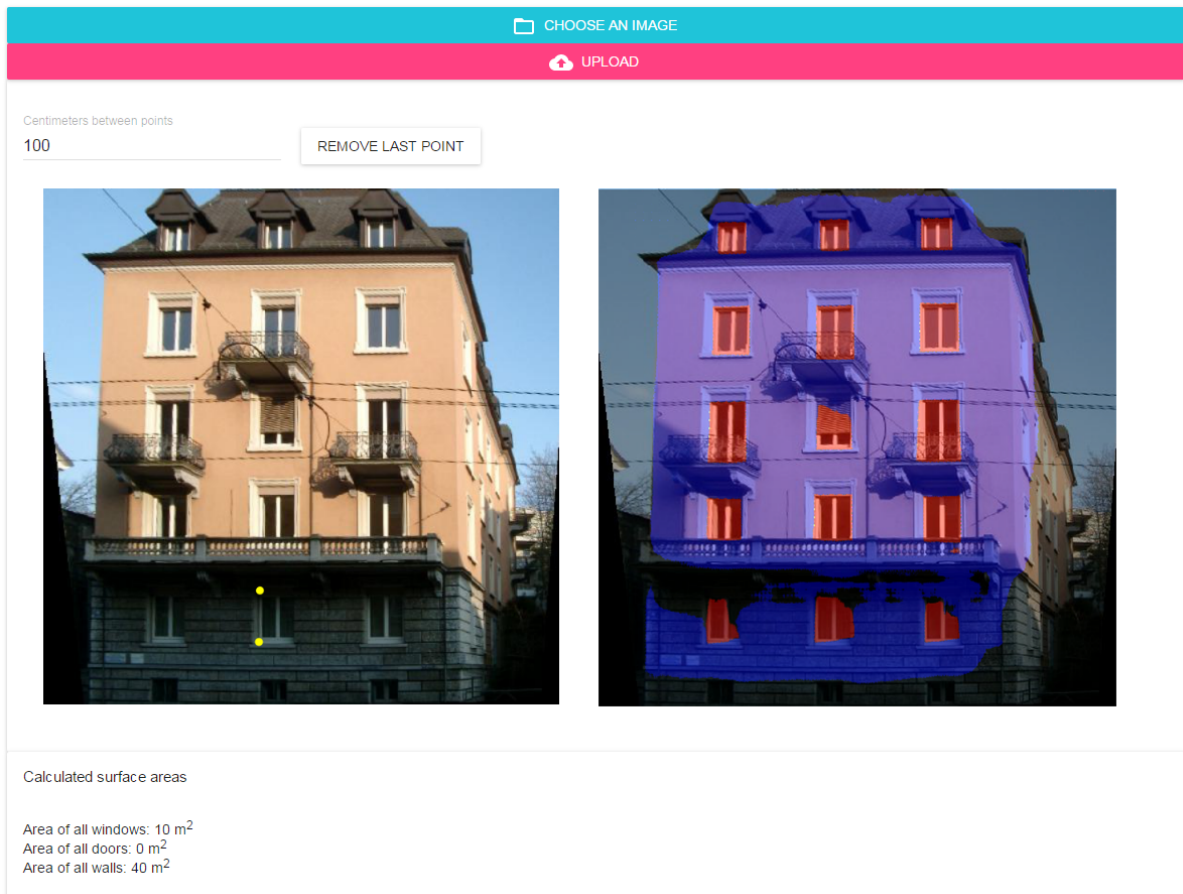 CHOOSE AN IMAGE
UPLOAD
Centimeters between points
100
REMOVE LAST POINT
Calculated surface areas
Area of all windows: 10 m²
Area of all doors: 0 m²
Area of all walls: 40 m²